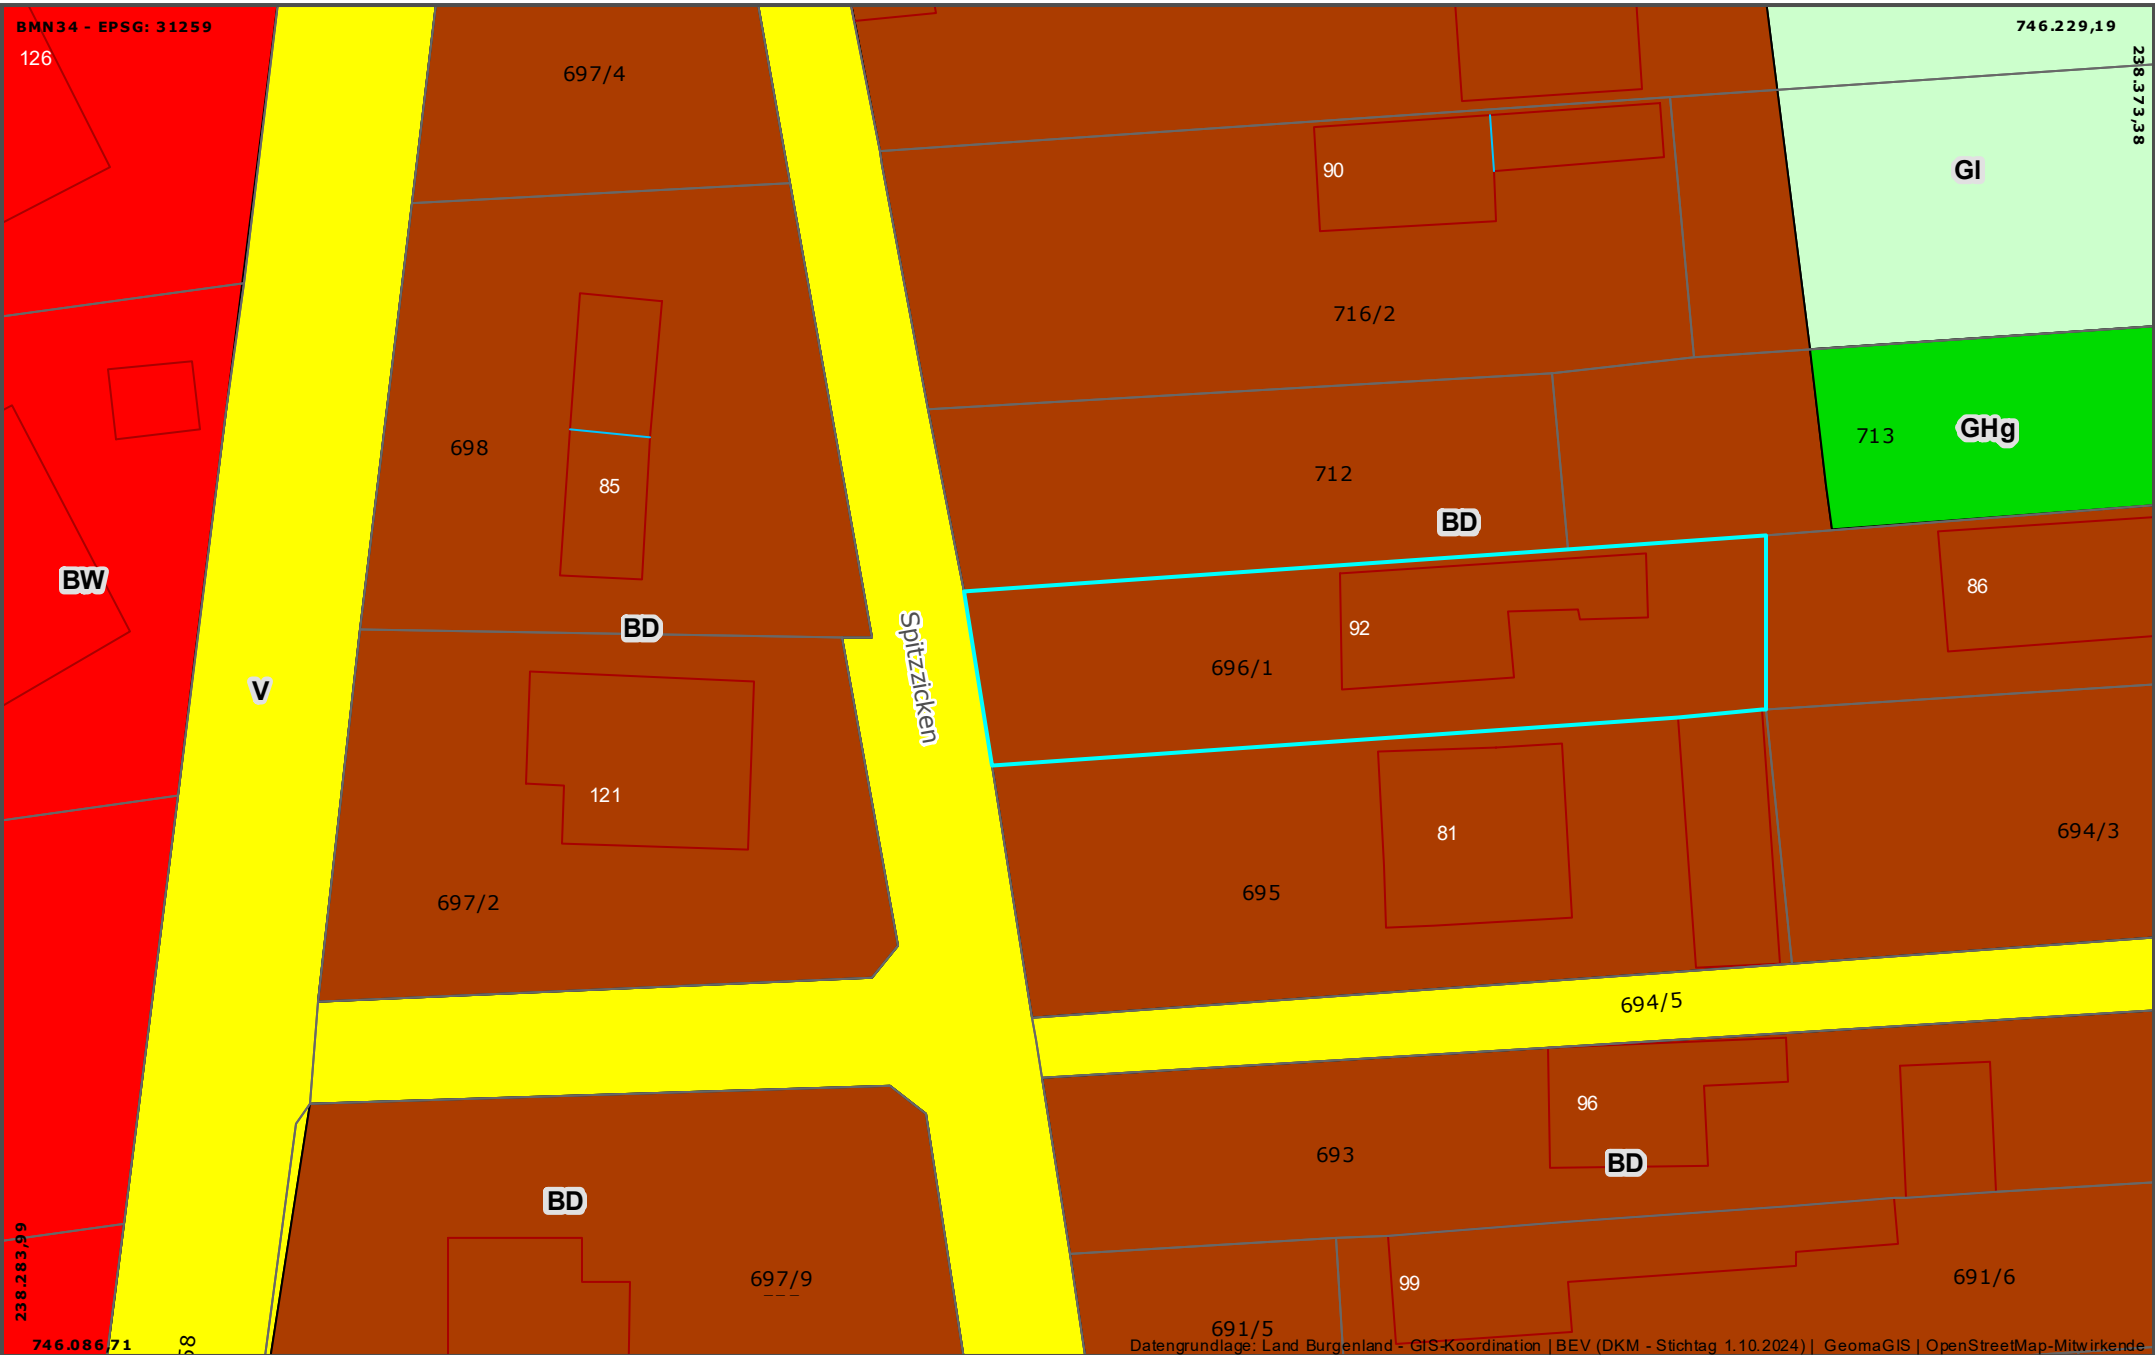 BMN34 - EPSG: 31259
746.229,19
238.373,38
126
697/4
GI
90
716/2
713
GHg
698
85
712
BD
BW
BD
Spitzzicken
92
696/1
86
V
121
697/2
81
695
694/3
694/5
96
693
BD
BD
697/9
99
691/6
691/5
238.283,99
746.086,71
Datengrundlage: Land Burgenland - GIS-Koordination | BEV (DKM - Stichtag 1.10.2024) | GeomaGIS | OpenStreetMap-Mitwirkende